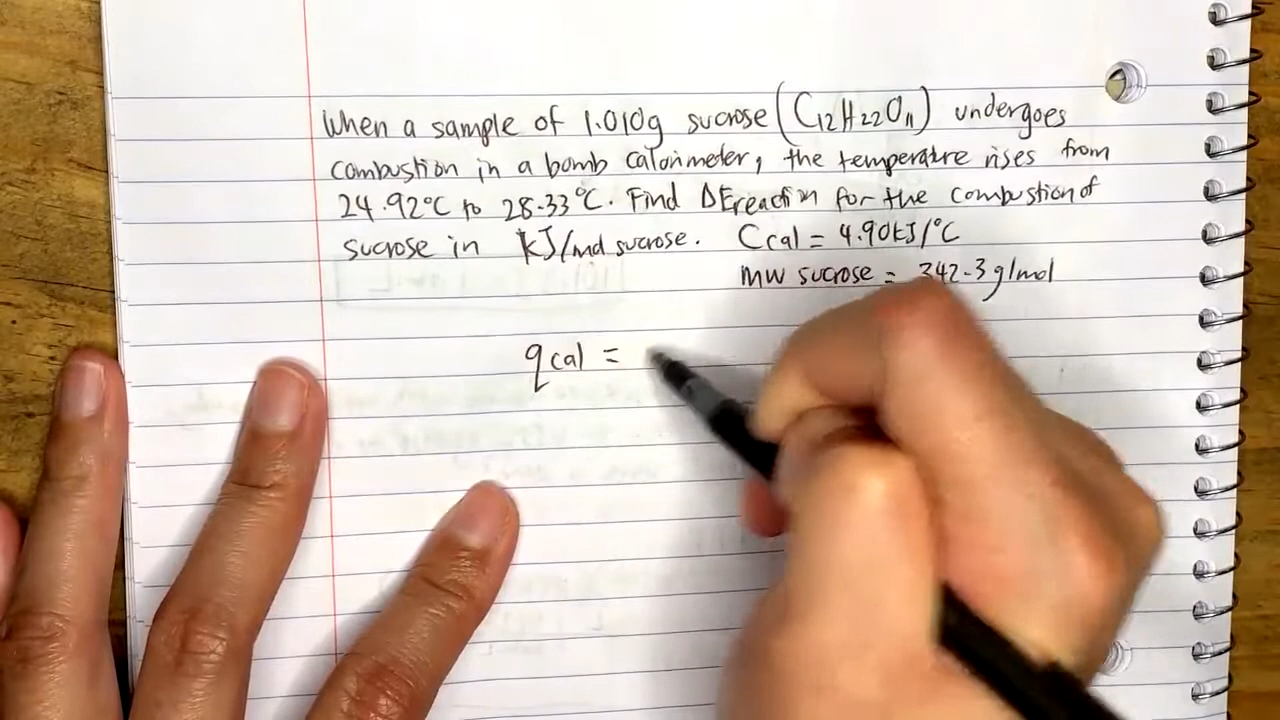 When a sample of 1.010g sucrose (C12H22O11) undergoes
combustion in a bomb calorimeter, the temperature rises from
24.92°C to 28.33°C. Find ΔEreaction for the combustion of
sucrose in kJ/mol sucrose. Ccal = 4.90kJ/°C
mw sucrose = 342.3 g/mol
qcal =